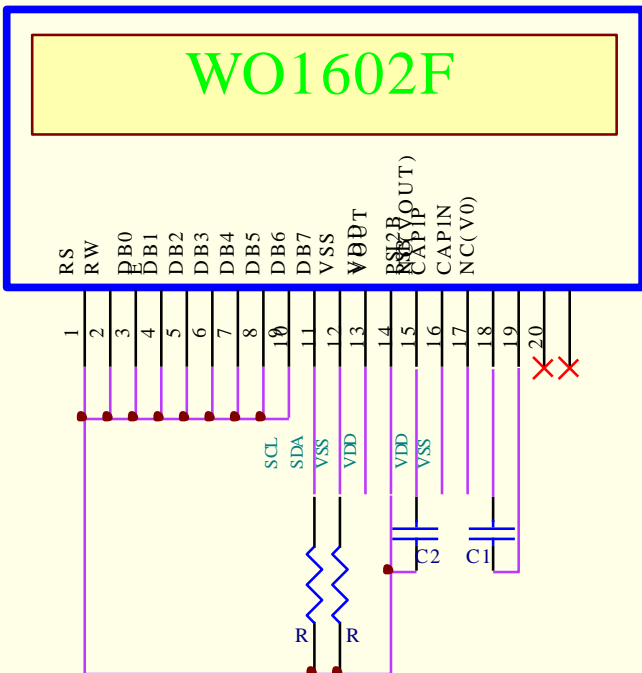 WO1602F
RS
RW
DB0
E
DB1
DB2
DB3
DB4
DB5
DB6
DB7
VSS
VOUT
PSI2B
CAP1P
CAPIN
NC(V0)
1
2
3
4
5
6
7
8
9
10
11
12
13
14
15
16
17
18
19
20
SCL
SDA
VSS
VDD
VDD
VSS
C2
C1
R
R